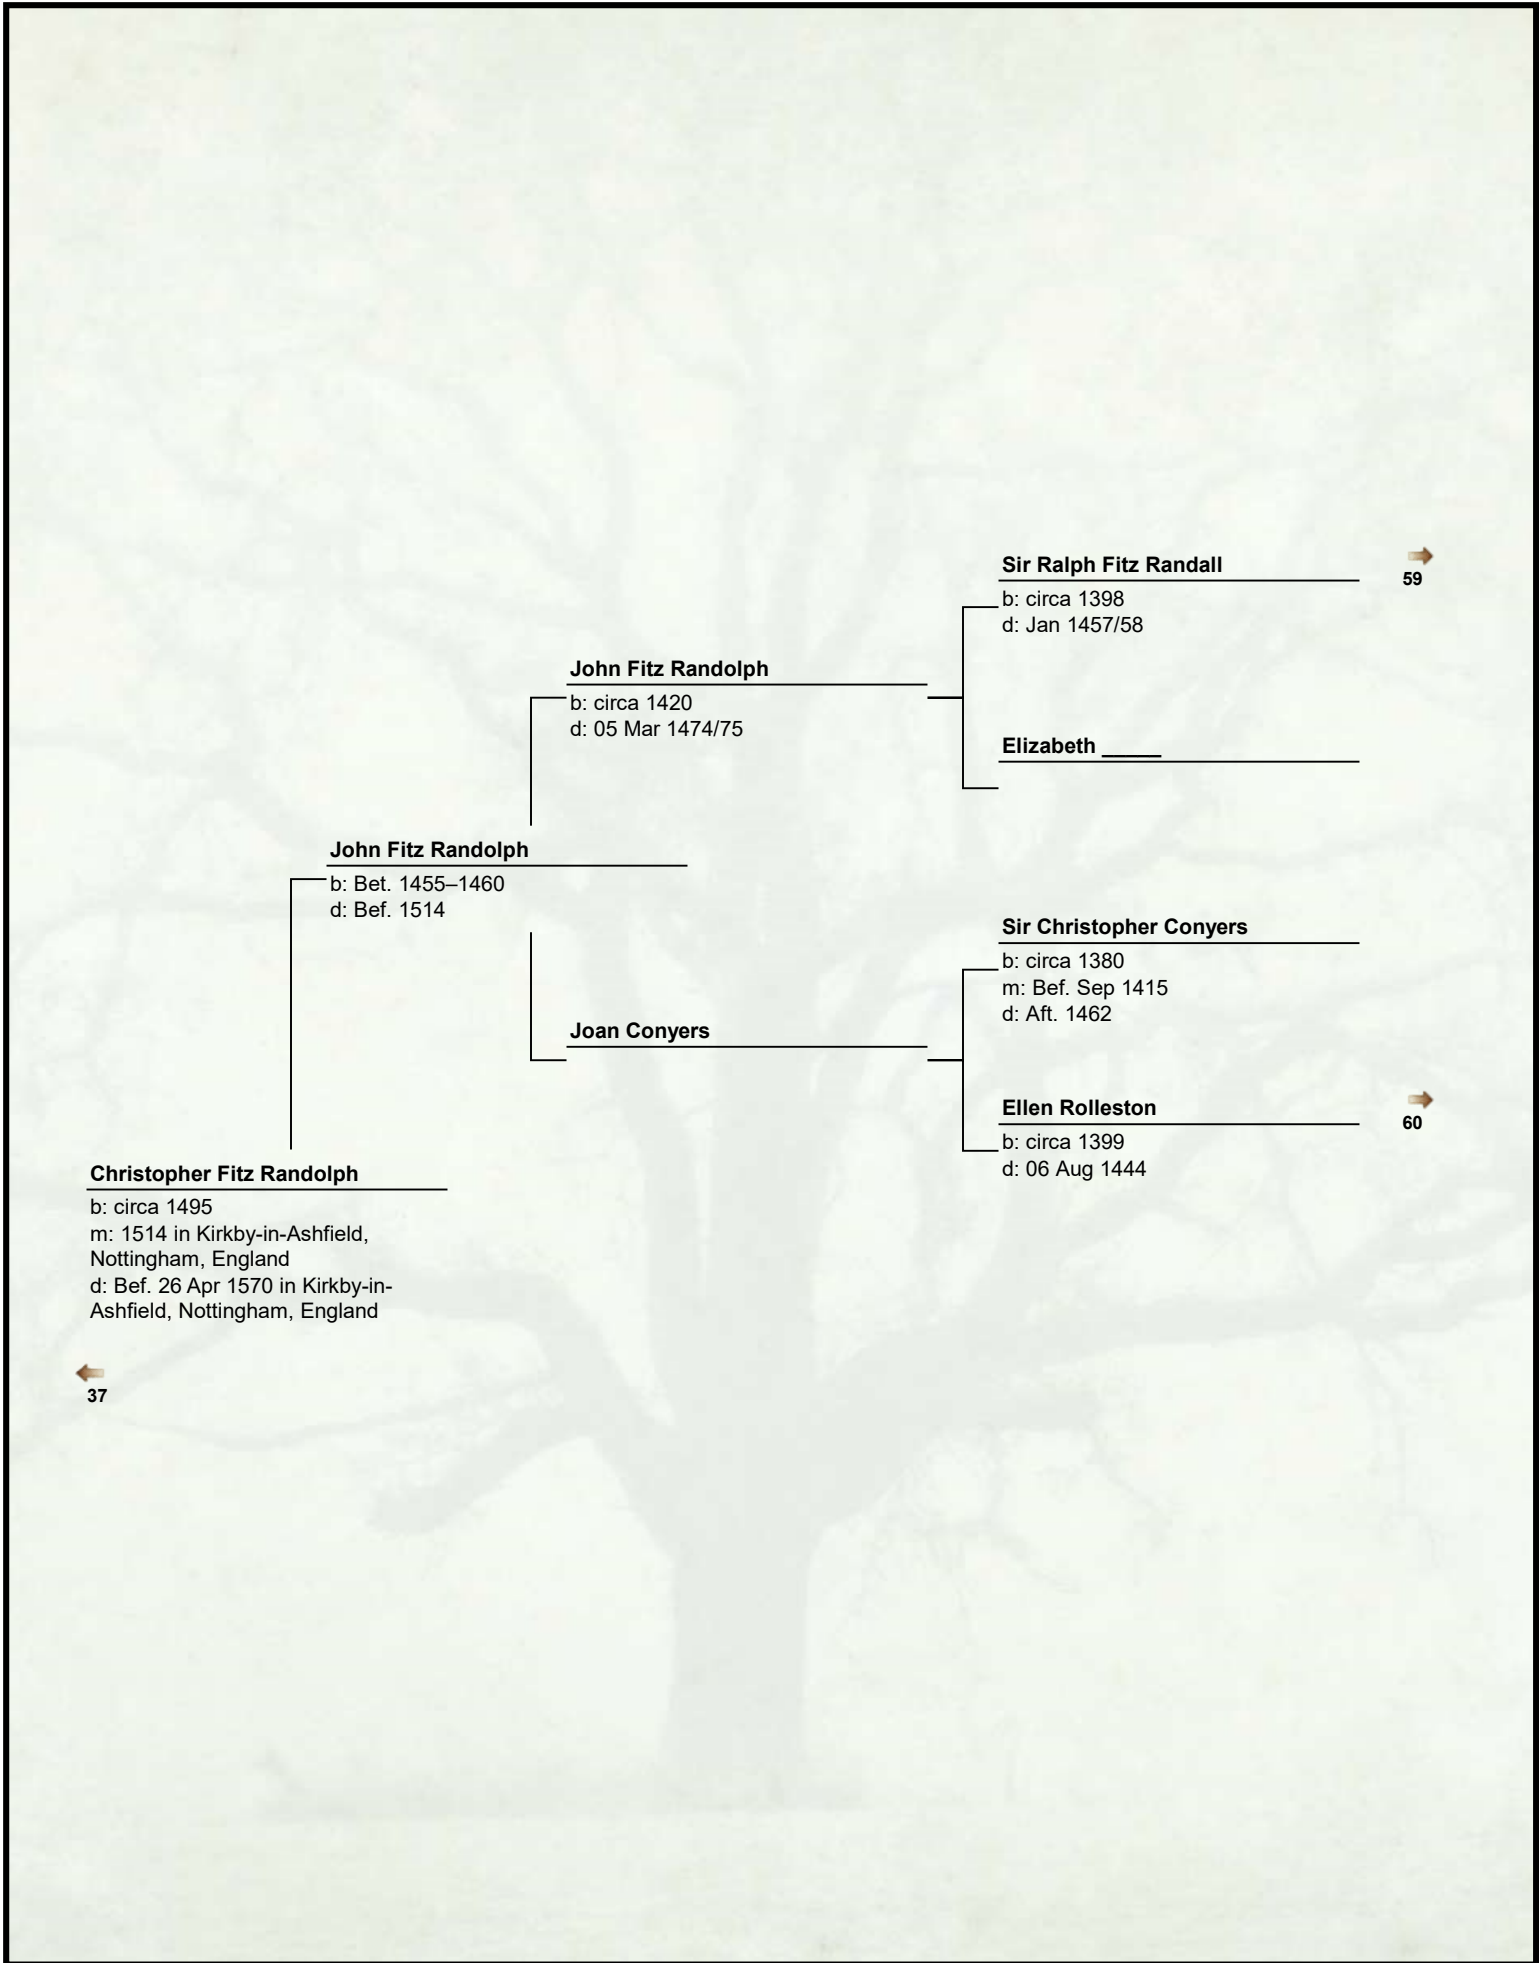 Sir Ralph Fitz Randall
59
b: circa 1398
d: Jan 1457/58
John Fitz Randolph
b: circa 1420
d: 05 Mar 1474/75
Elizabeth _____
John Fitz Randolph
b: Bet. 1455–1460
d: Bef. 1514
Sir Christopher Conyers
b: circa 1380
m: Bef. Sep 1415
d: Aft. 1462
Joan Conyers
Ellen Rolleston
60
b: circa 1399
d: 06 Aug 1444
Christopher Fitz Randolph
b: circa 1495
m: 1514 in Kirkby-in-Ashfield,
Nottingham, England
d: Bef. 26 Apr 1570 in Kirkby-in-
Ashfield, Nottingham, England
37